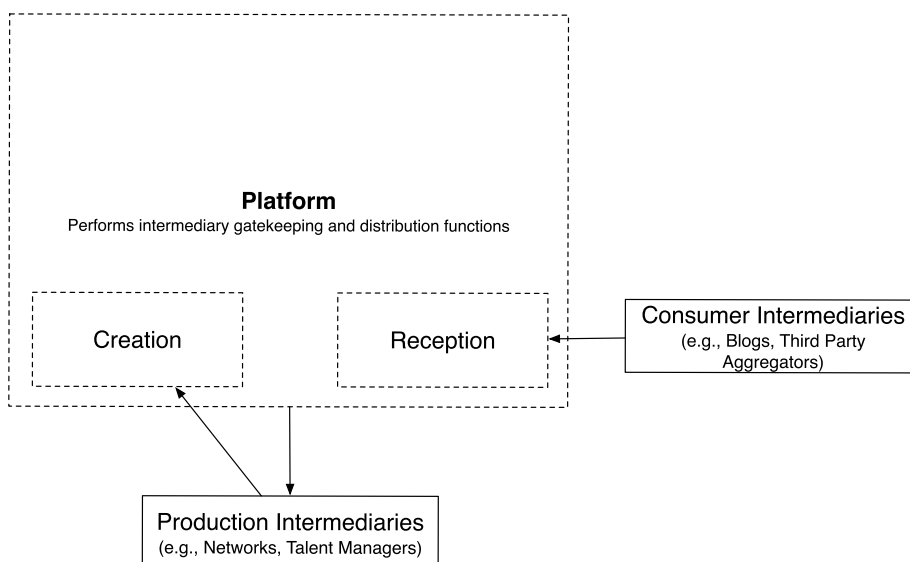 Platform
Performs intermediary gatekeeping and distribution functions
Creation
Reception
Consumer Intermediaries
(e.g., Blogs, Third Party
Aggregators)
Production Intermediaries
(e.g., Networks, Talent Managers)